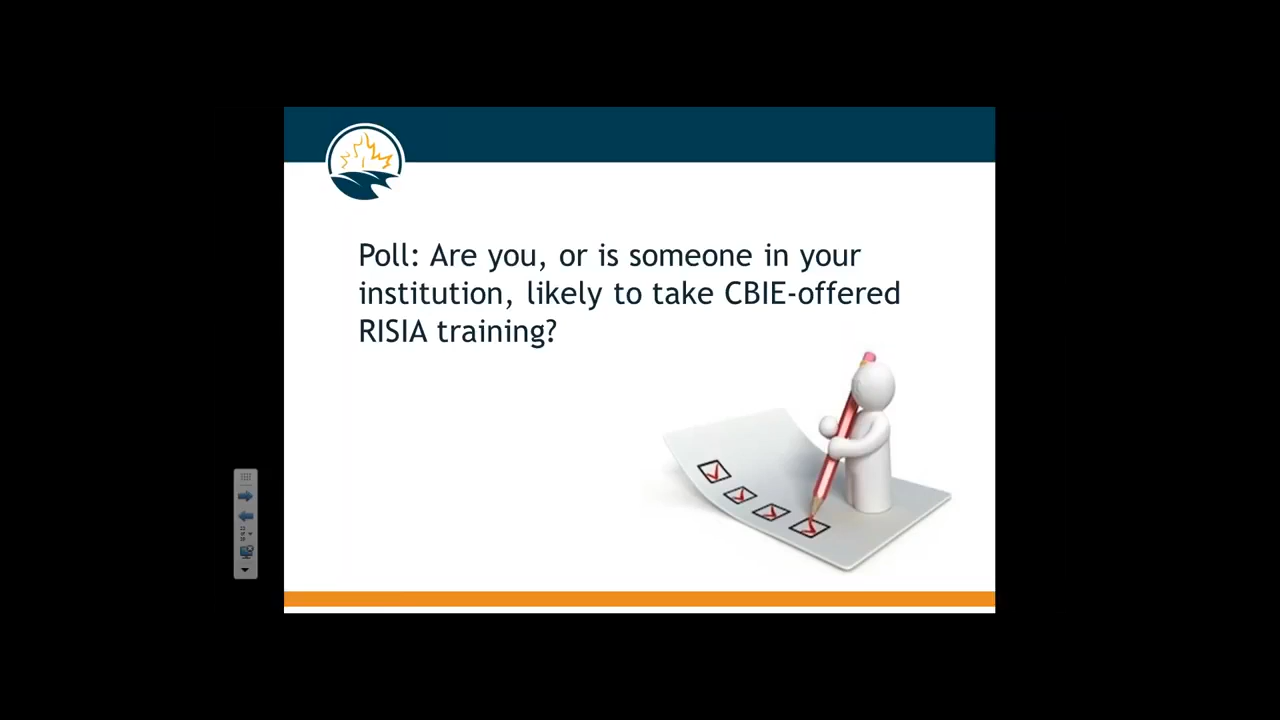 Poll: Are you, or is someone in your
institution, likely to take CBIE-offered
RISIA training?